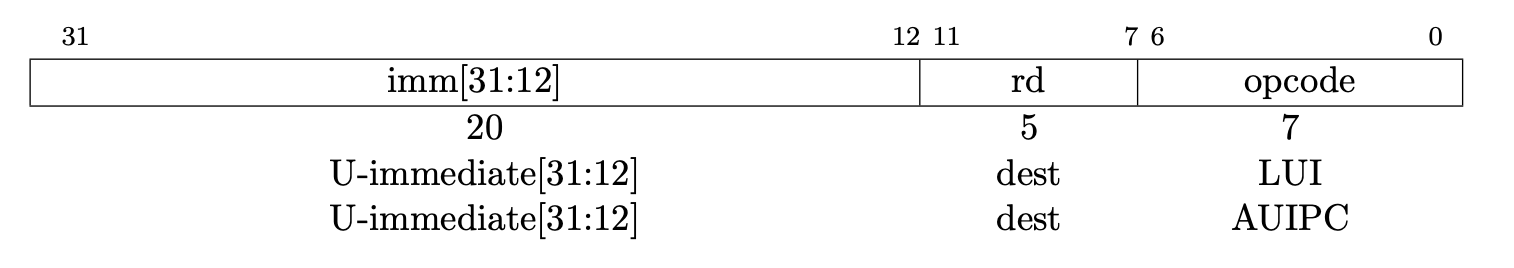 31 12 11 7 6 0
imm[31:12] rd opcode
20 5 7
U-immediate[31:12] dest LUI
U-immediate[31:12] dest AUIPC